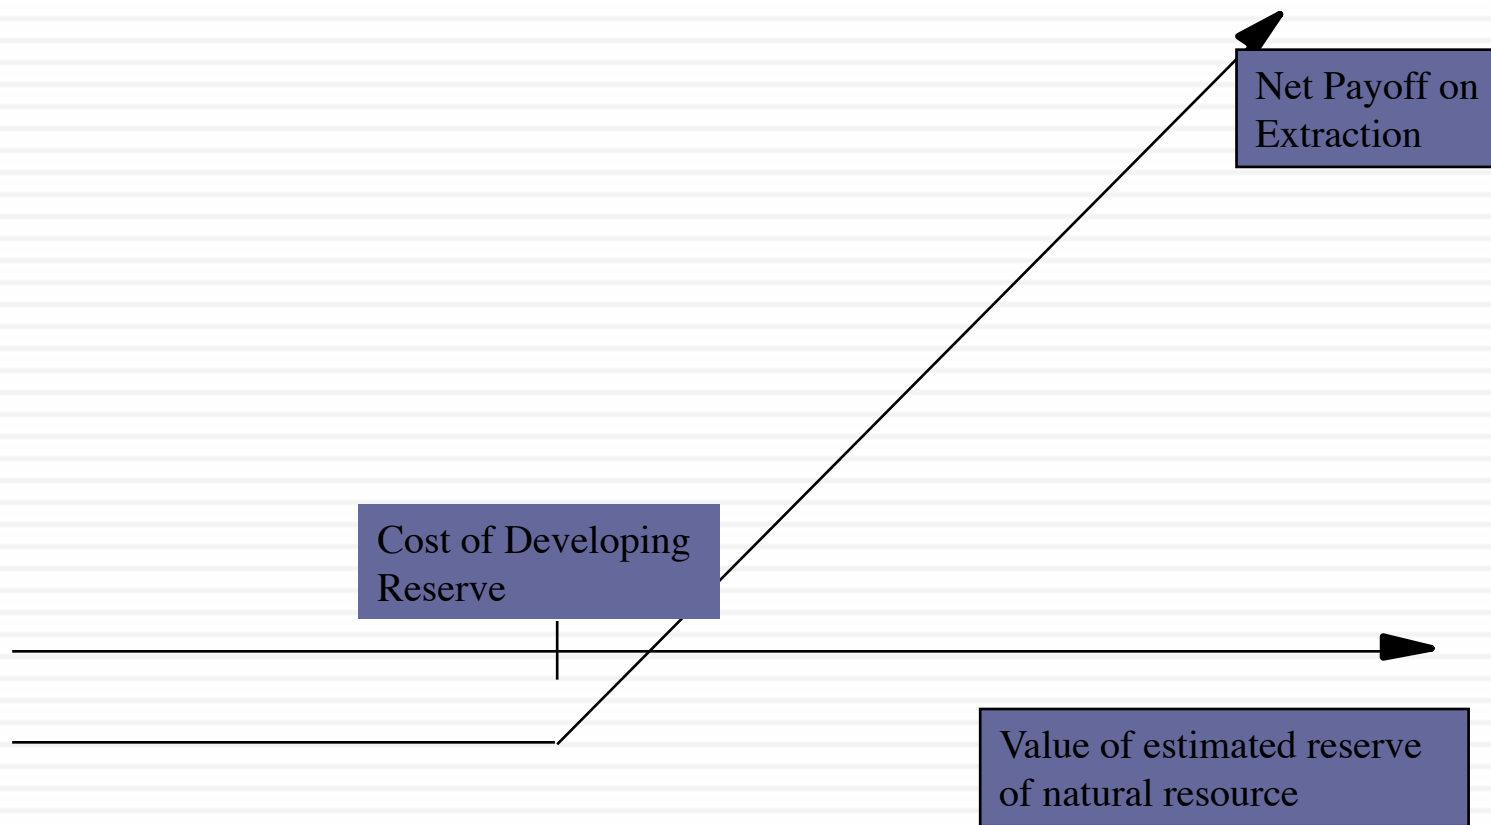 Net Payoff on
Extraction
Cost of Developing
Reserve
Value of estimated reserve
of natural resource